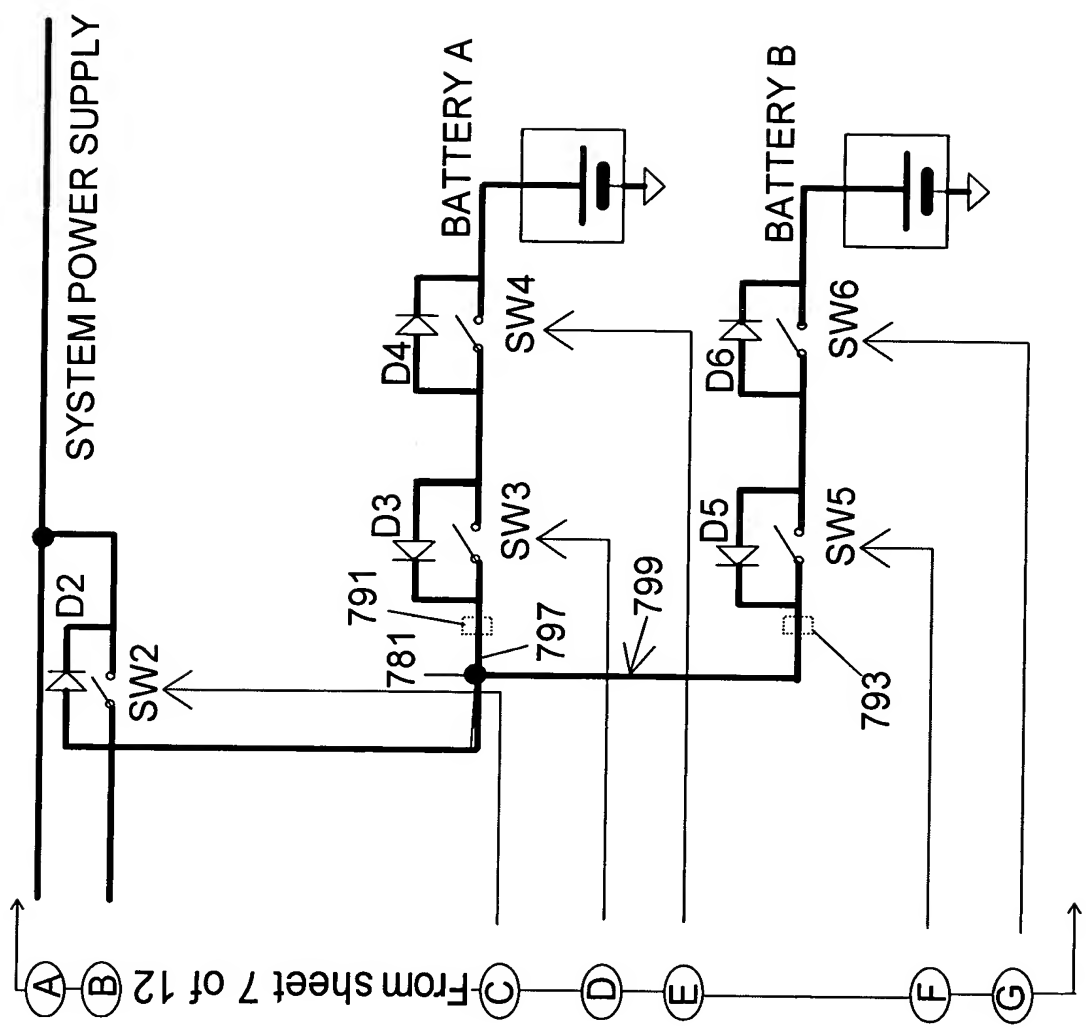 SYSTEM POWER SUPPLY
D2
SW2
BATTERY A
D4
SW4
D3
SW3
791
781
797
799
BATTERY B
D6
SW6
D5
SW5
793
A
B
From sheet 7 of 12
C
D
E
F
G